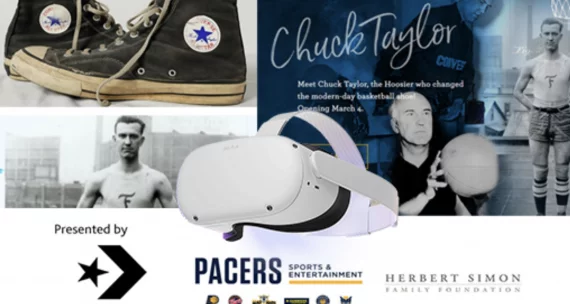 Chuck Taylor
Meet Chuck Taylor, the Hoosier who changed
the modern-day basketball shoe!
Opening March 4.
Presented by
PACERS SPORTS &
ENTERTAINMENT
HERBERT SIMON
FAMILY FOUNDATION